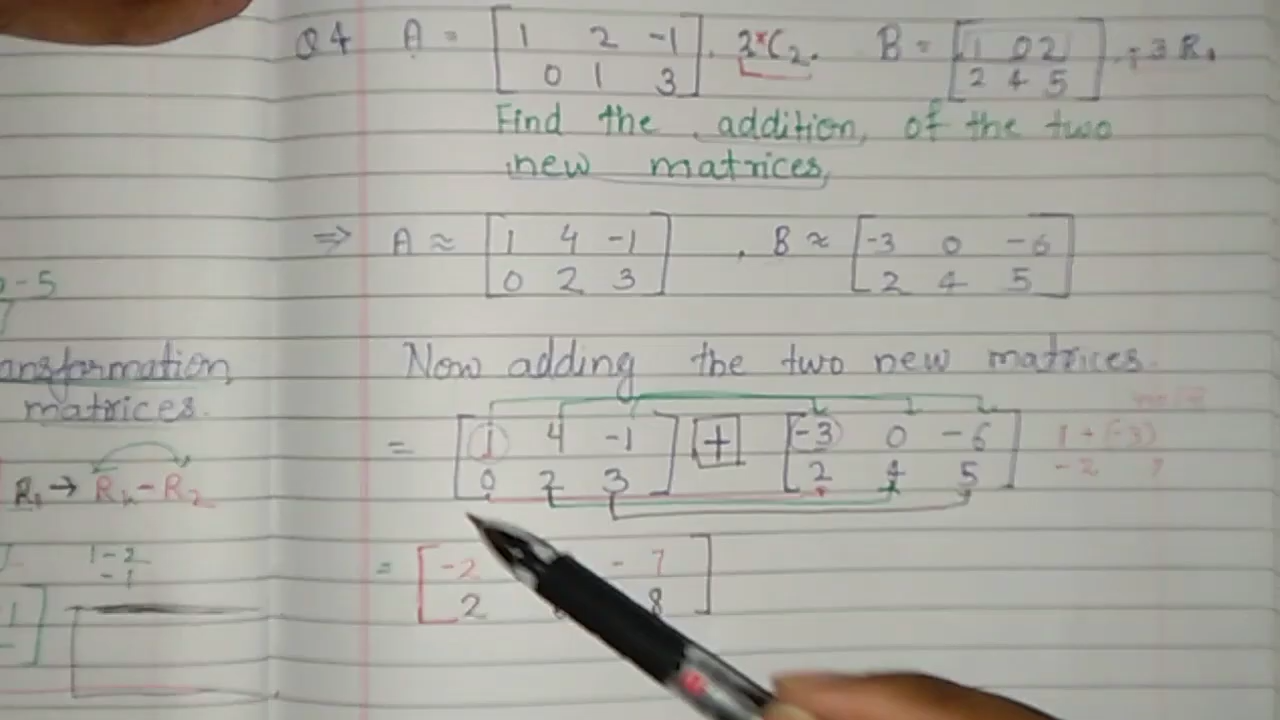 Q4 A = [1 2 -1 0 1 3], 2*C2. B = [1 0 2 2 4 5], -3R1
Find the addition, of the two
new matrices,
⇒ A ≈ [1 4 -1 0 2 3], B ≈ [-3 0 -6 2 4 5]
Now adding the two new matrices.
= [1 4 -1 0 2 3] + [-3 0 -6 2 4 5] 1+(-3)
-2
= [-2 -7 2 8]
-5
ansformation
matrices.
R1 → R1-R2
1-2
-1